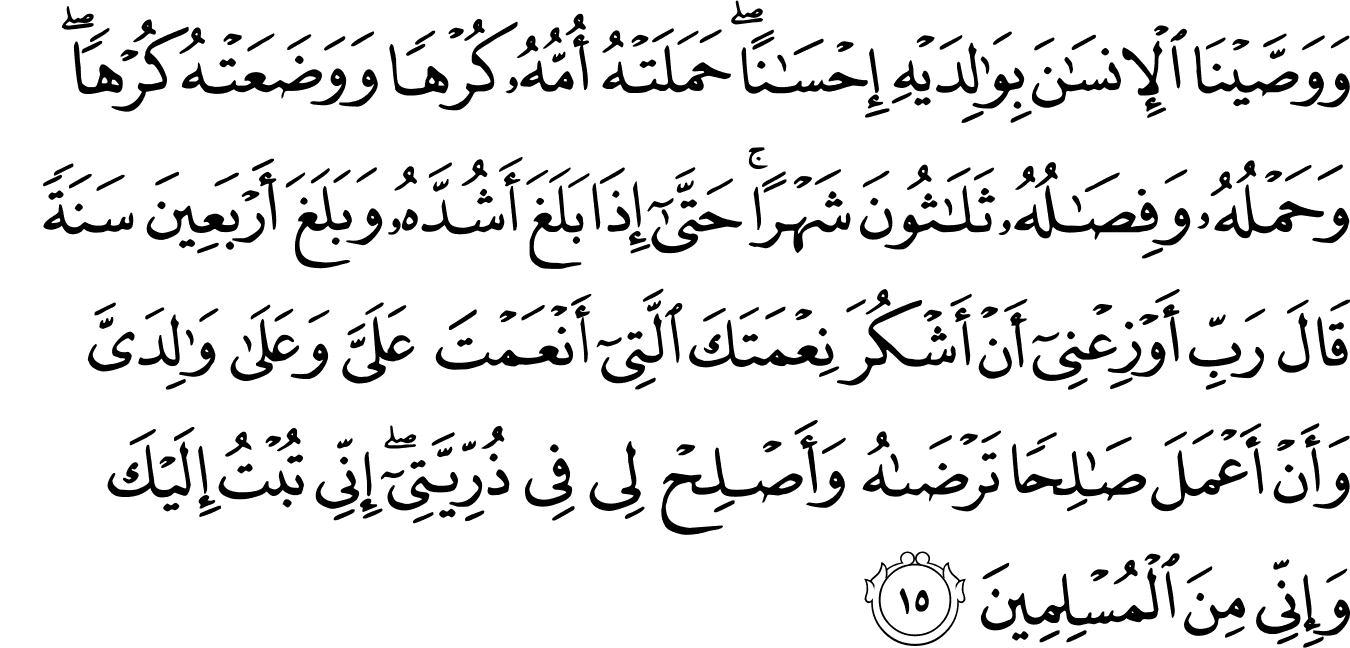 وَوَصَّيْنَا ٱلْإِنسَـٰنَ بِوَٰلِدَيْهِ إِحْسَـٰنًا ۖ حَمَلَتْهُ أُمُّهُۥ كُرْهًا وَوَضَعَتْهُ كُرْهًا ۖ
وَحَمْلُهُۥ وَفِصَـٰلُهُۥ ثَلَـٰثُونَ شَهْرًا ۚ حَتَّىٰٓ إِذَا بَلَغَ أَشُدَّهُۥ وَبَلَغَ أَرْبَعِينَ سَنَةً
قَالَ رَبِّ أَوْزِعْنِىٓ أَنْ أَشْكُرَ نِعْمَتَكَ ٱلَّتِىٓ أَنْعَمْتَ عَلَىَّ وَعَلَىٰ وَٰلِدَىَّ
وَأَنْ أَعْمَلَ صَـٰلِحًا تَرْضَىٰهُ وَأَصْلِحْ لِى فِى ذُرِّيَّتِىٓ ۖ إِنِّى تُبْتُ إِلَيْكَ
وَإِنِّى مِنَ ٱلْمُسْلِمِينَ ١٥